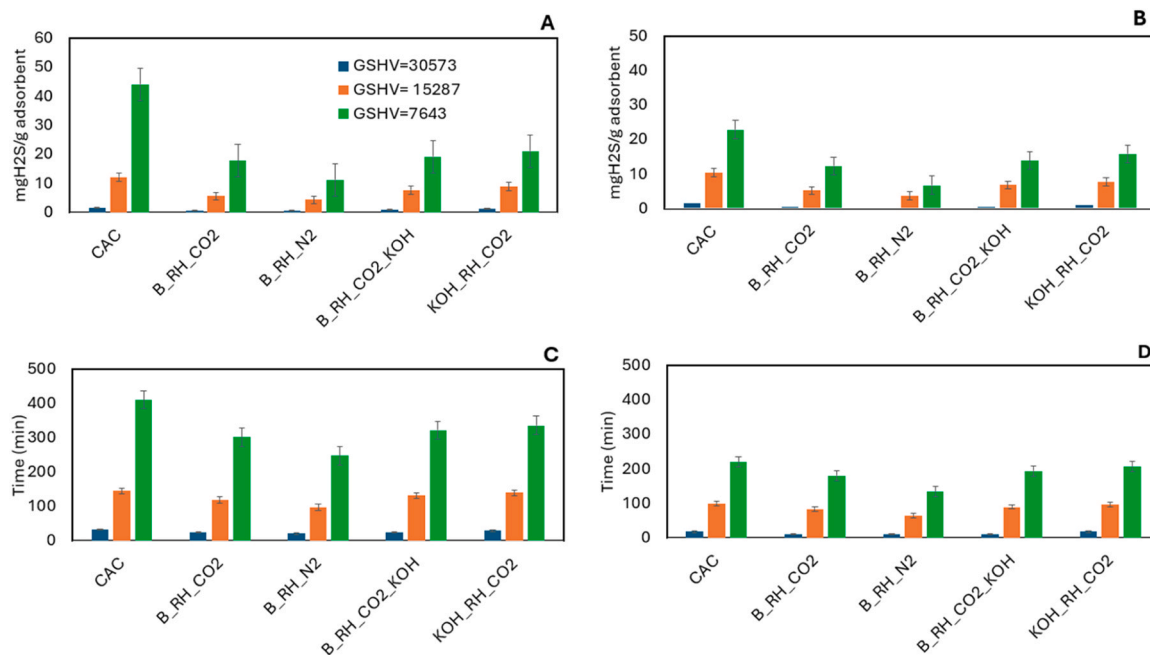 A
mgH2S/g adsorbent
60
50
40
30
20
10
0
GSHV=30573
GSHV= 15287
GSHV=7643
CAC
B_RH_CO2
B_RH_N2
B_RH_CO2_KOH
KOH_RH_CO2
B
mgH2S/g adsorbent
50
40
30
20
10
0
CAC
B_RH_CO2
B_RH_N2
B_RH_CO2_KOH
KOH_RH_CO2
C
Time (min)
500
400
300
200
100
0
CAC
B_RH_CO2
B_RH_N2
B_RH_CO2_KOH
KOH_RH_CO2
D
Time (min)
500
400
300
200
100
0
CAC
B_RH_CO2
B_RH_N2
B_RH_CO2_KOH
KOH_RH_CO2